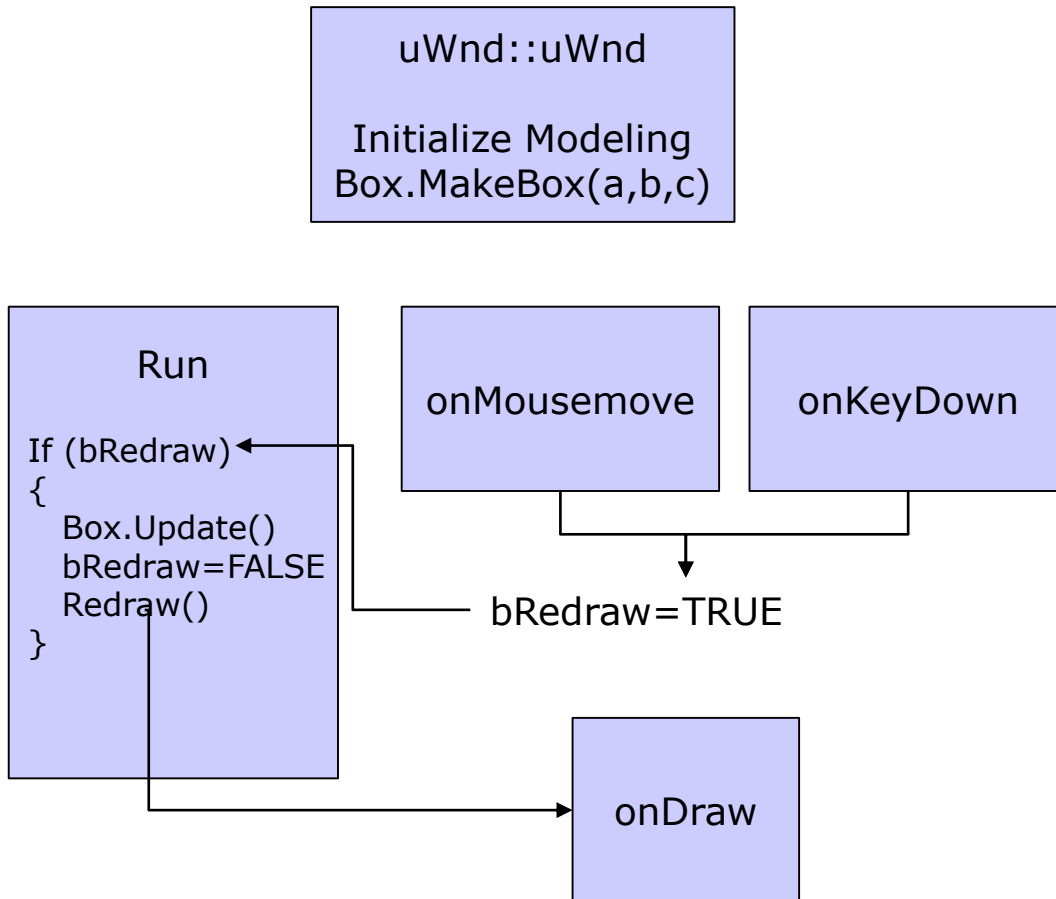 uWnd::uWnd
Initialize Modeling
Box.MakeBox(a,b,c)
Run
If (bRedraw)
{
Box.Update()
bRedraw=FALSE
Redraw()
}
onMousemove
onKeyDown
bRedraw=TRUE
onDraw